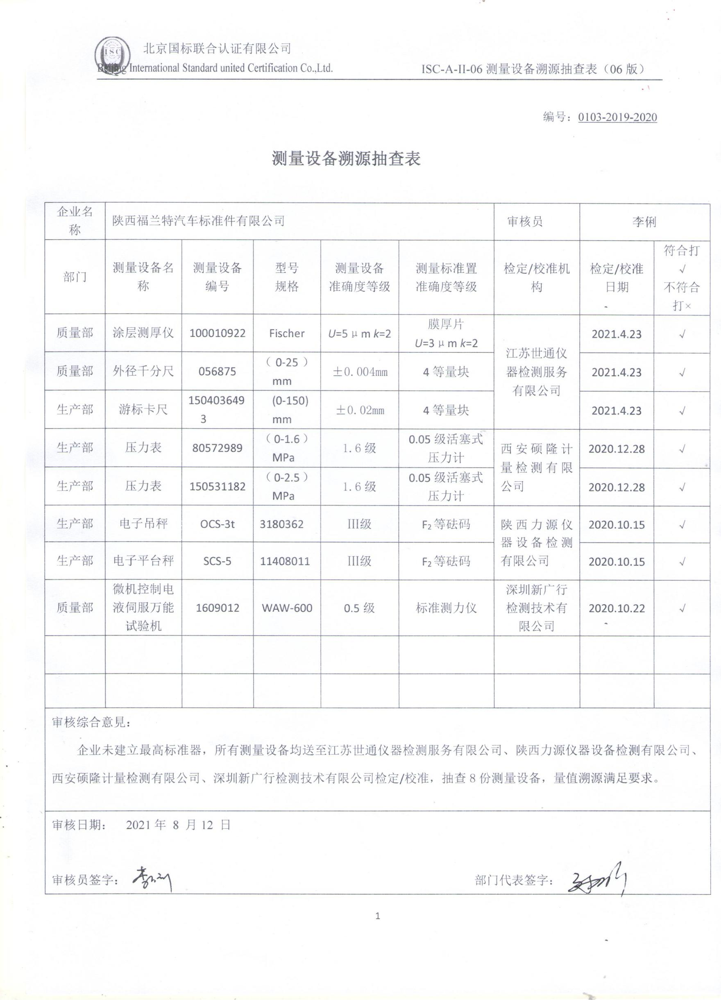 ISC
北京国标联合认证有限公司
Beijing International Standard united Certification Co.,Ltd.
ISC-A-II-06 测量设备溯源抽查表（06 版）
编号：0103-2019-2020
测量设备溯源抽查表
企业名
称
陕西福兰特汽车标准件有限公司
审核员
李俐
部门
测量设备名
称
测量设备
编号
型号
规格
测量设备
准确度等级
测量标准置
准确度等级
检定/校准机
构
检定/校准
日期
符合打
√
不符合
打×
质量部
涂层测厚仪
100010922
Fischer
U=5 μ m k=2
膜厚片
U=3 μ m k=2
江苏世通仪
器检测服务
有限公司
2021.4.23
√
质量部
外径千分尺
056875
（ 0-25 ）
mm
±0.004mm
4 等量块
2021.4.23
√
生产部
游标卡尺
150403649
3
(0-150)
mm
±0.02mm
4 等量块
2021.4.23
√
生产部
压力表
80572989
（ 0-1.6 ）
MPa
1.6 级
0.05 级活塞式
压力计
西安硕隆计
量检测有限
公司
2020.12.28
√
生产部
压力表
150531182
（ 0-2.5 ）
MPa
1.6 级
0.05 级活塞式
压力计
2020.12.28
√
生产部
电子吊秤
OCS-3t
3180362
III级
F₂ 等砝码
陕西力源仪
器设备检测
有限公司
2020.10.15
√
生产部
电子平台秤
SCS-5
11408011
III级
F₂ 等砝码
2020.10.15
√
质量部
微机控制电
液伺服万能
试验机
1609012
WAW-600
0.5 级
标准测力仪
深圳新广行
检测技术有
限公司
2020.10.22
√
审核综合意见：
企业未建立最高标准器，所有测量设备均送至江苏世通仪器检测服务有限公司、陕西力源仪器设备检测有限公司、
西安硕隆计量检测有限公司、深圳新广行检测技术有限公司检定/校准，抽查 8 份测量设备，量值溯源满足要求。
审核日期： 2021 年 8 月 12 日
审核员签字： 李俐
部门代表签字：
1